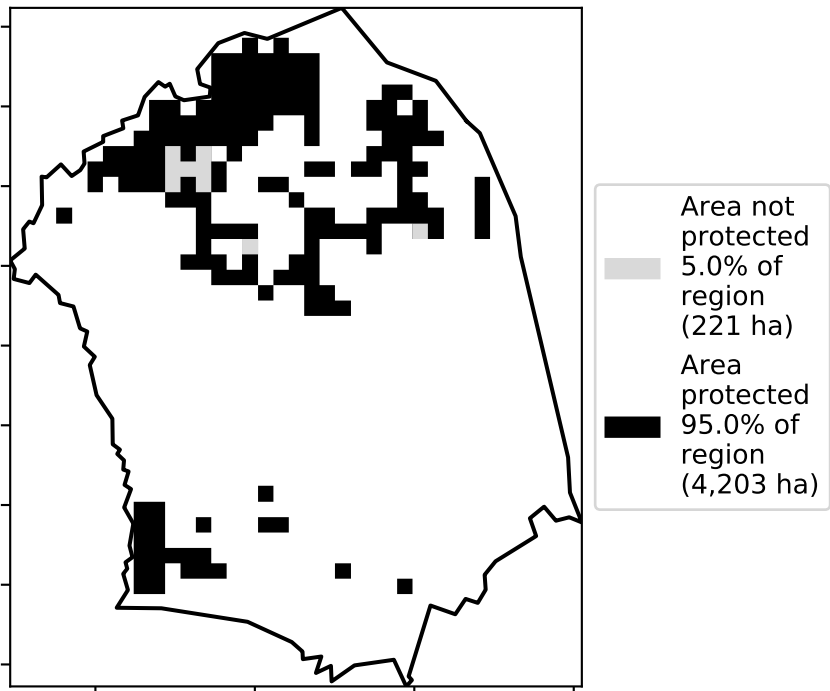 Area not
protected
5.0% of
region
(221 ha)
Area
protected
95.0% of
region
(4,203 ha)